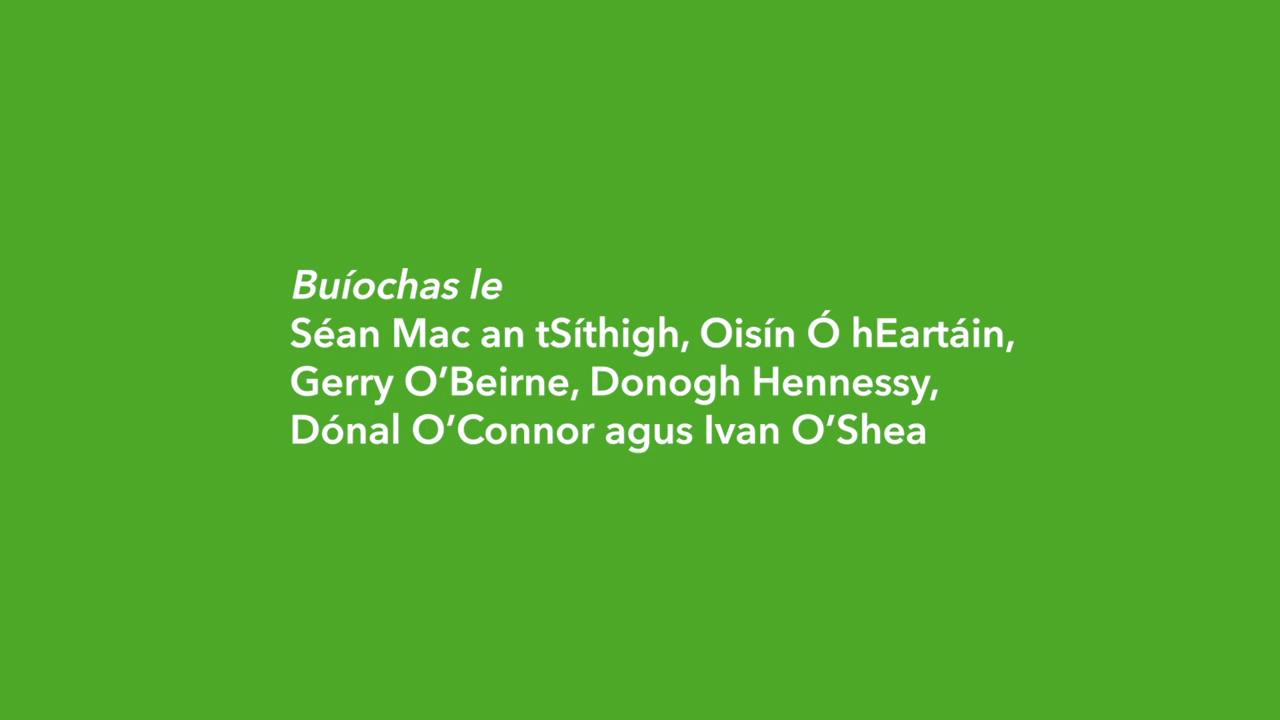 Buíochas le
Séan Mac an tSíthigh, Oisín Ó hEartáin,
Gerry O’Beirne, Donogh Hennessy,
Dónal O’Connor agus Ivan O’Shea